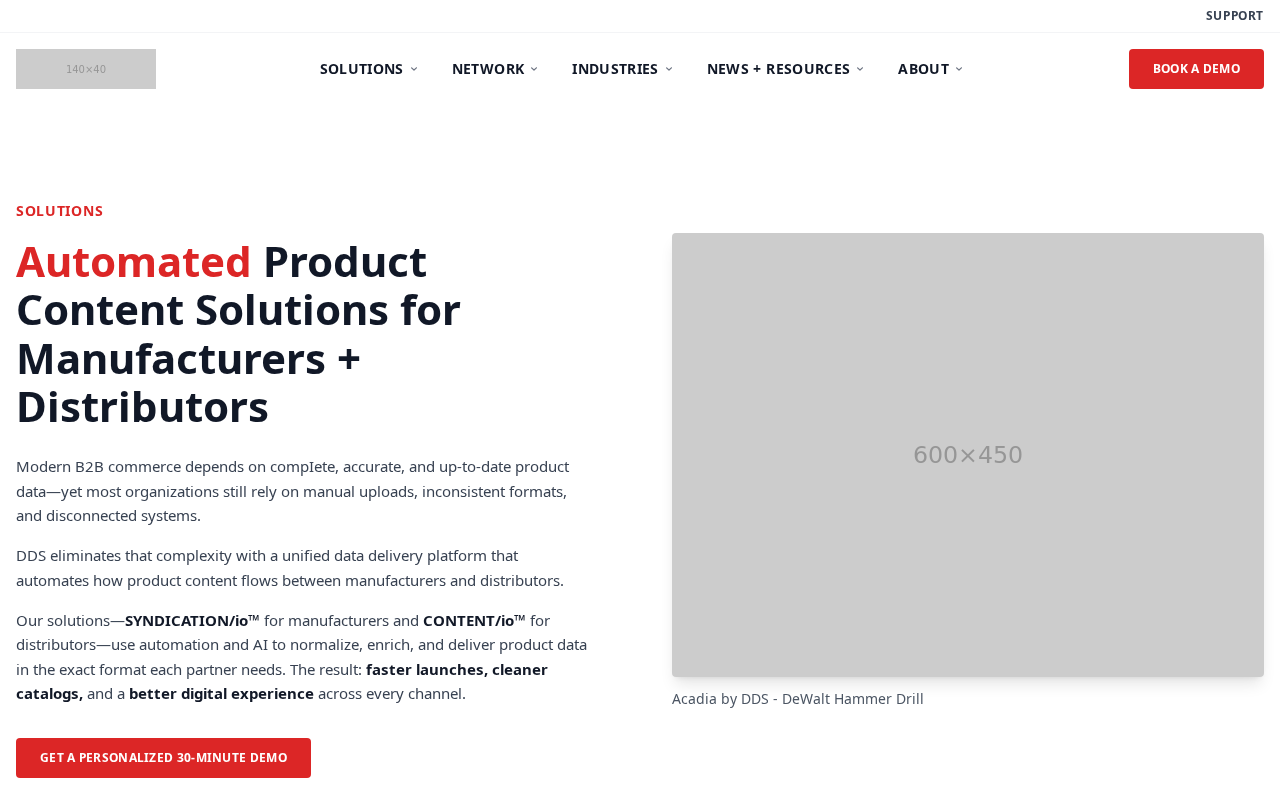 SUPPORT
140×40
SOLUTIONS
NETWORK
INDUSTRIES
NEWS + RESOURCES
ABOUT
BOOK A DEMO
SOLUTIONS
Automated Product
Content Solutions for
Manufacturers +
Distributors
Modern B2B commerce depends on compIete, accurate, and up-to-date product
data—yet most organizations still rely on manual uploads, inconsistent formats,
and disconnected systems.
DDS eliminates that complexity with a unified data delivery platform that
automates how product content flows between manufacturers and distributors.
Our solutions—SYNDICATION/io™ for manufacturers and CONTENT/io™ for
distributors—use automation and AI to normalize, enrich, and deliver product data
in the exact format each partner needs. The result: faster launches, cleaner
catalogs, and a better digital experience across every channel.
GET A PERSONALIZED 30-MINUTE DEMO
600×450
Acadia by DDS - DeWalt Hammer Drill